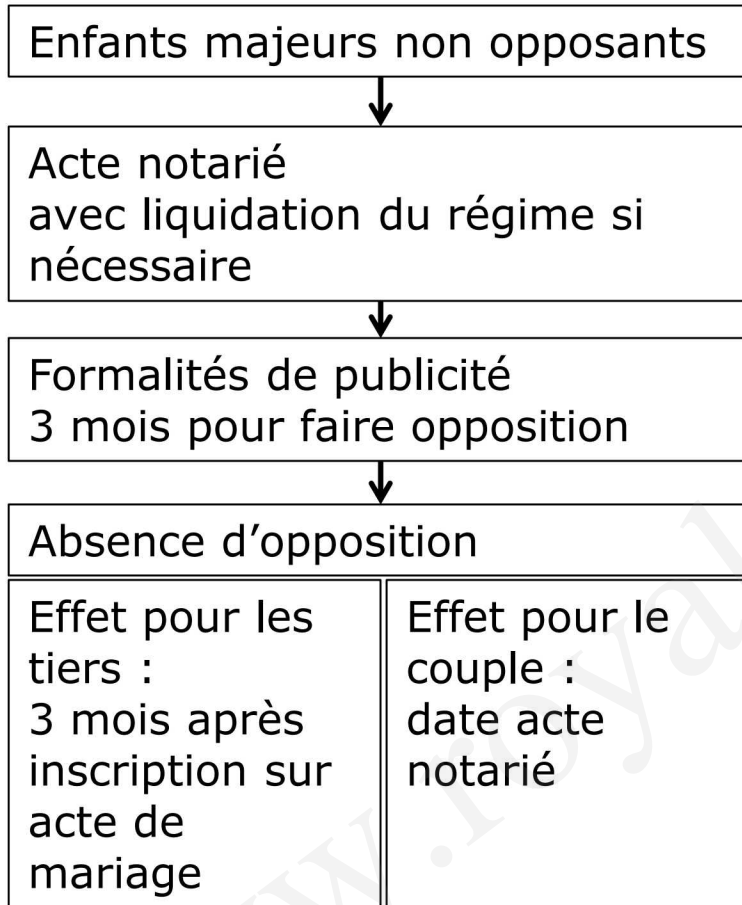 Enfants majeurs non opposants
Acte notarié
avec liquidation du régime si
nécessaire
Formalités de publicité
3 mois pour faire opposition
Absence d’opposition
Effet pour les
tiers :
3 mois après
inscription sur
acte de
mariage
Effet pour le
couple :
date acte
notarié
www.royal